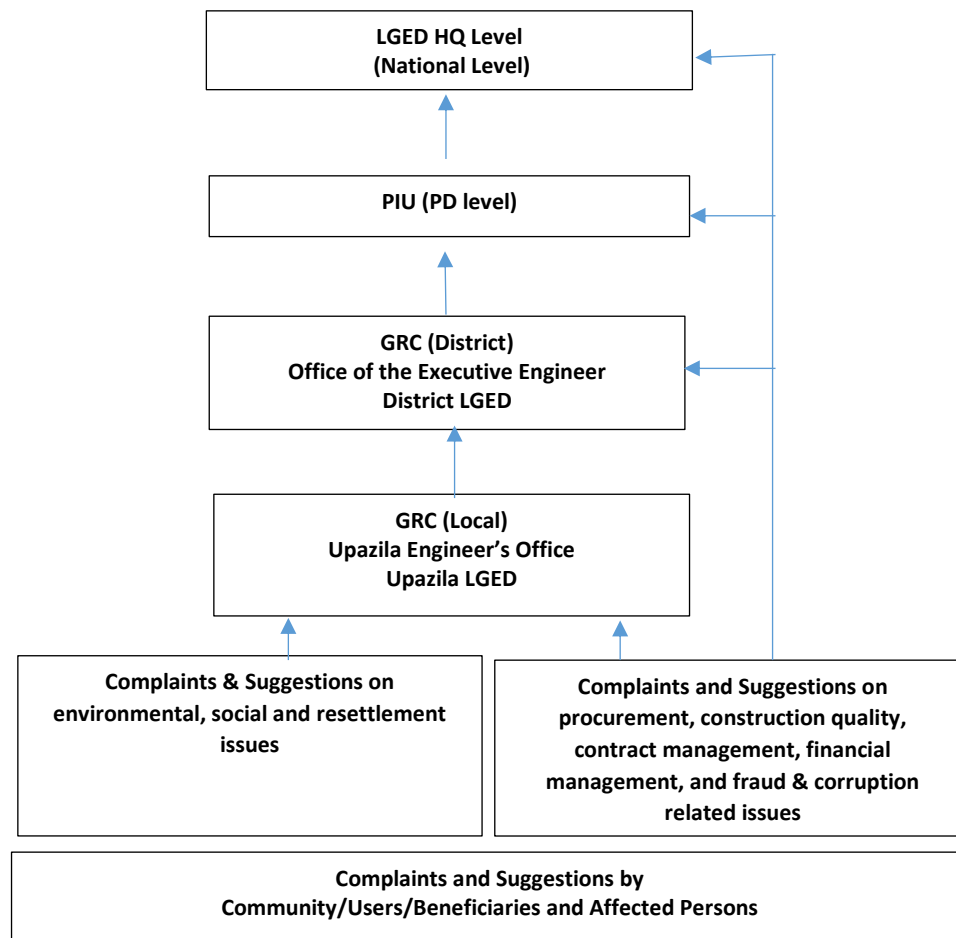 LGED HQ Level
(National Level)
PIU (PD level)
GRC (District)
Office of the Executive Engineer
District LGED
GRC (Local)
Upazila Engineer’s Office
Upazila LGED
Complaints & Suggestions on
environmental, social and resettlement
issues
Complaints and Suggestions on
procurement, construction quality,
contract management, financial
management, and fraud & corruption
related issues
Complaints and Suggestions by
Community/Users/Beneficiaries and Affected Persons